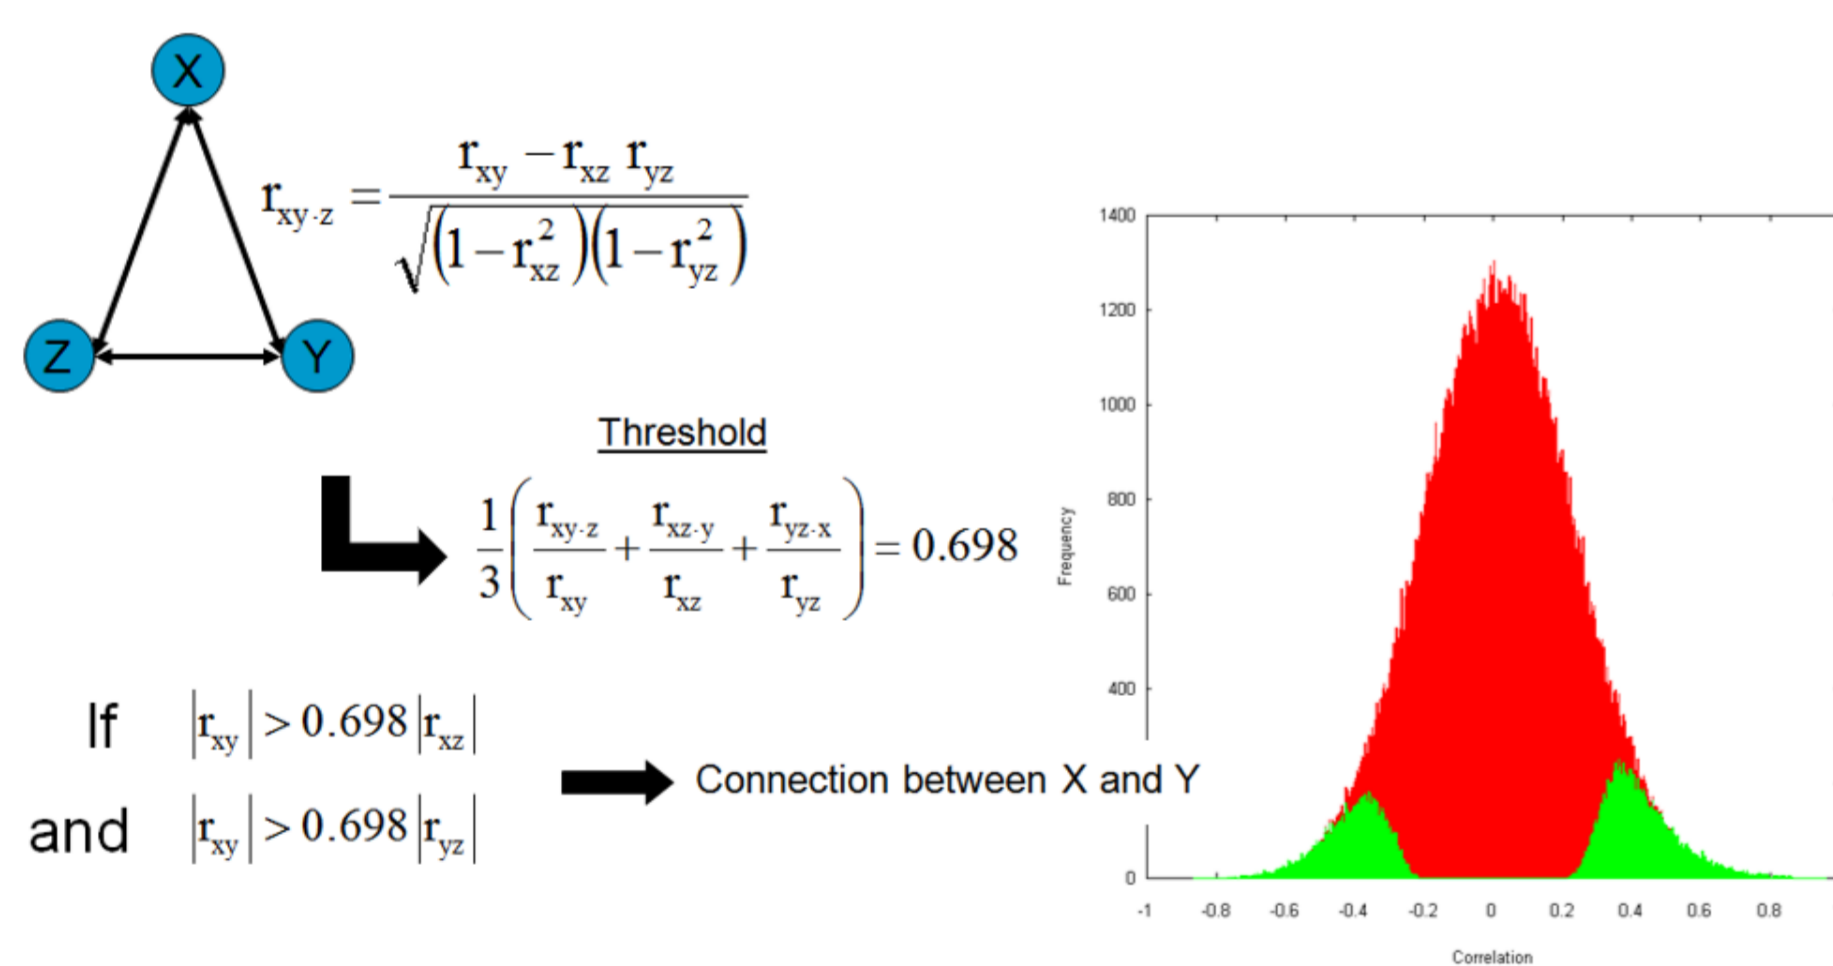 X
Z
Y
r_xy·z = (r_xy − r_xz r_yz) / √((1 − r²_xz)(1 − r²_yz))
Threshold
1/3 (r_xy·z / r_xy + r_xz·y / r_xz + r_yz·x / r_yz) = 0.698
If |r_xy| > 0.698 |r_xz|
and |r_xy| > 0.698 |r_yz|
Connection between X and Y
1400
1200
1000
800
600
400
0
Frequency
-1 -0.8 -0.6 -0.4 -0.2 0 0.2 0.4 0.6 0.8
Correlation